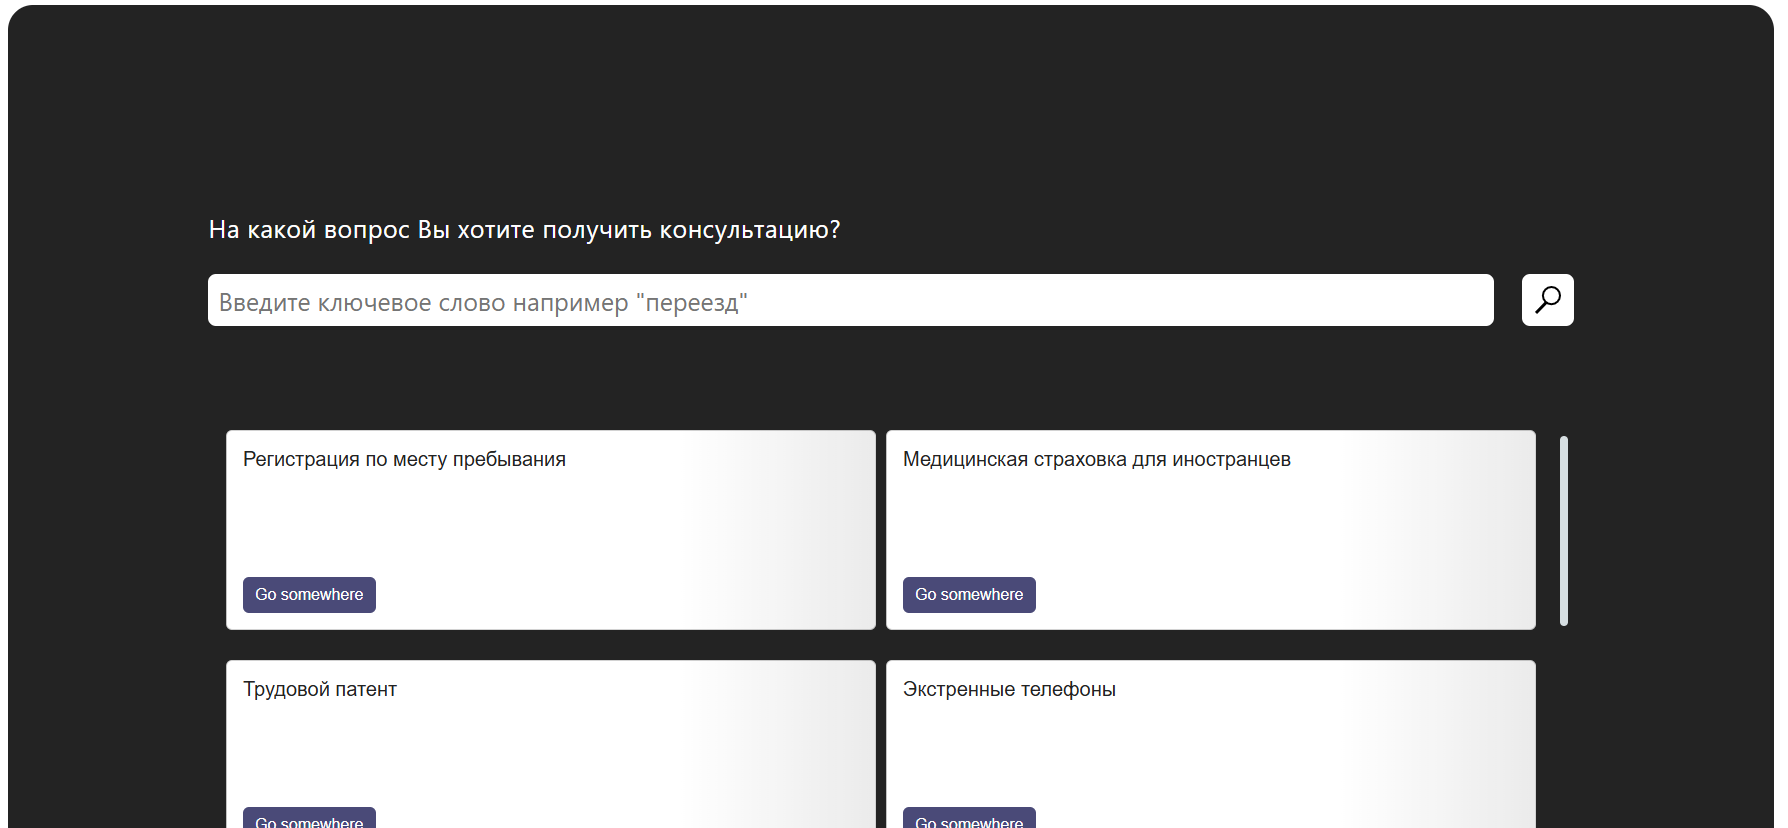 На какой вопрос Вы хотите получить консультацию?
Введите ключевое слово например "переезд"
Регистрация по месту пребывания
Медицинская страховка для иностранцев
Go somewhere
Go somewhere
Трудовой патент
Экстренные телефоны
Go somewhere
Go somewhere